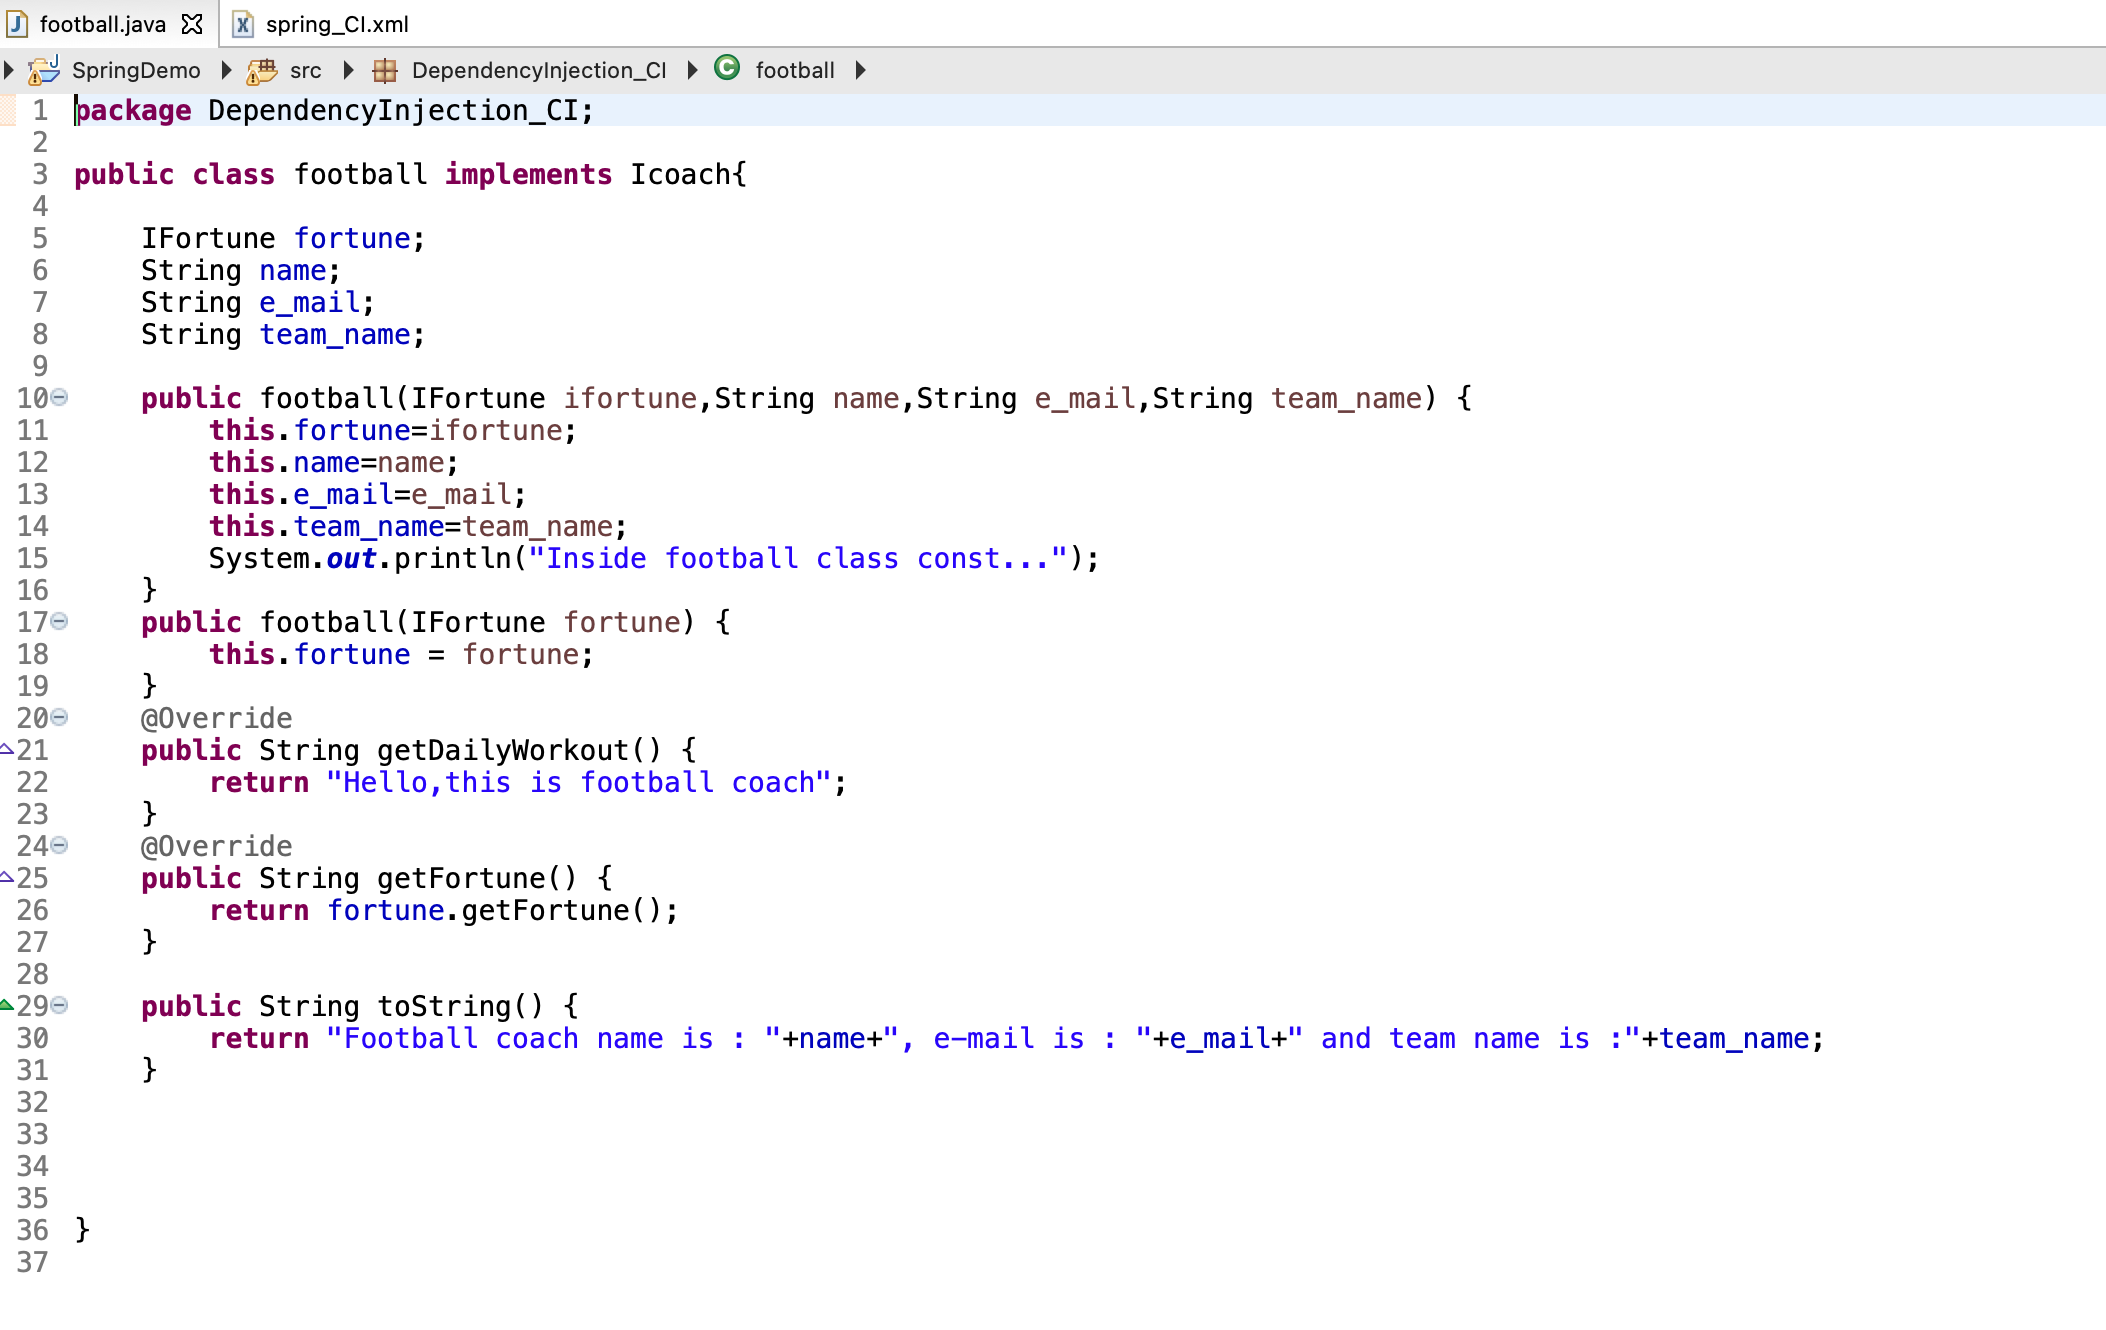 football.java spring_CI.xml
SpringDemo src DependencyInjection_CI football
1 package DependencyInjection_CI;
2
3 public class football implements Icoach{
4
5 IFortune fortune;
6 String name;
7 String e_mail;
8 String team_name;
9
10 public football(IFortune ifortune,String name,String e_mail,String team_name) {
11 this.fortune=ifortune;
12 this.name=name;
13 this.e_mail=e_mail;
14 this.team_name=team_name;
15 System.out.println("Inside football class const...");
16 }
17 public football(IFortune fortune) {
18 this.fortune = fortune;
19 }
20 @Override
21 public String getDailyWorkout() {
22 return "Hello,this is football coach";
23 }
24 @Override
25 public String getFortune() {
26 return fortune.getFortune();
27 }
28
29 public String toString() {
30 return "Football coach name is : "+name+", e-mail is : "+e_mail+" and team name is :"+team_name;
31 }
32
33
34
35
36 }
37